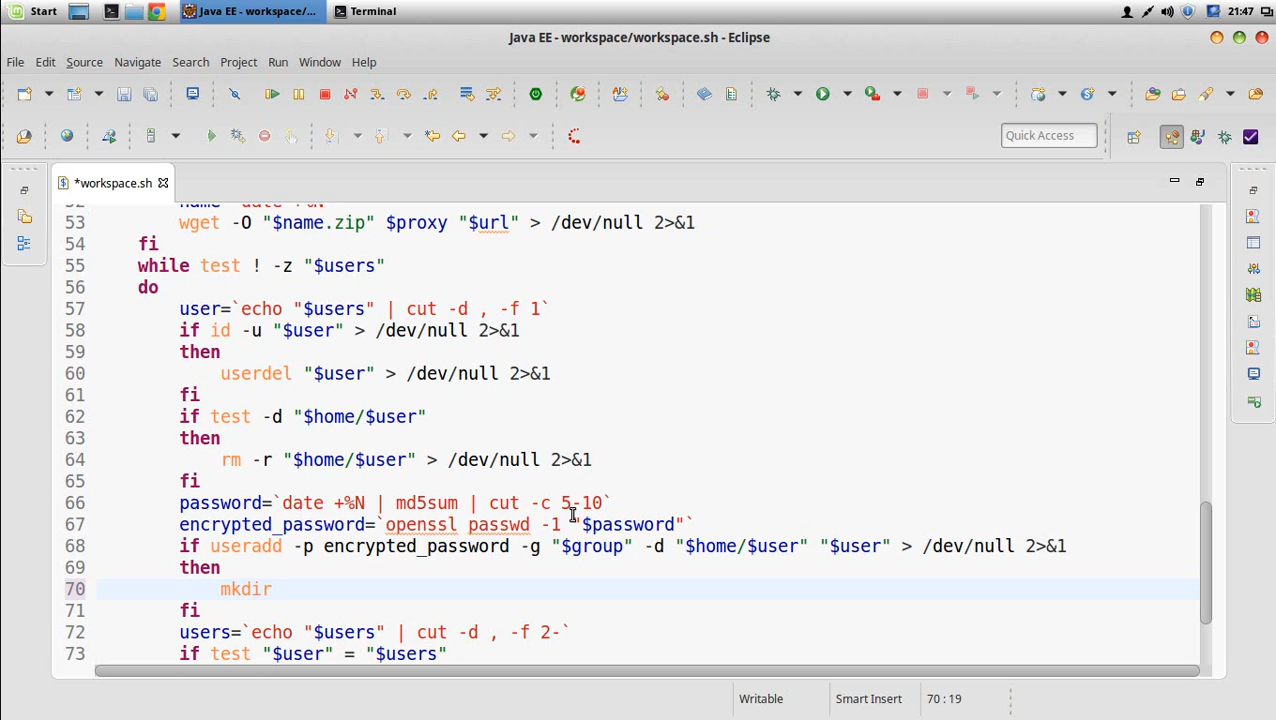 Start
Java EE - workspace/...
Terminal
21:47
Java EE - workspace/workspace.sh - Eclipse
File Edit Source Navigate Search Project Run Window Help
Quick Access
*workspace.sh
53 wget -O "$name.zip" $proxy "$url" > /dev/null 2>&1
54 fi
55 while test ! -z "$users"
56 do
57 user=`echo "$users" | cut -d , -f 1`
58 if id -u "$user" > /dev/null 2>&1
59 then
60 userdel "$user" > /dev/null 2>&1
61 fi
62 if test -d "$home/$user"
63 then
64 rm -r "$home/$user" > /dev/null 2>&1
65 fi
66 password=`date +%N | md5sum | cut -c 5-10`
67 encrypted_password=`openssl passwd -1 "$password"`
68 if useradd -p encrypted_password -g "$group" -d "$home/$user" "$user" > /dev/null 2>&1
69 then
70 mkdir
71 fi
72 users=`echo "$users" | cut -d , -f 2-`
73 if test "$user" = "$users"
Writable Smart Insert 70 : 19